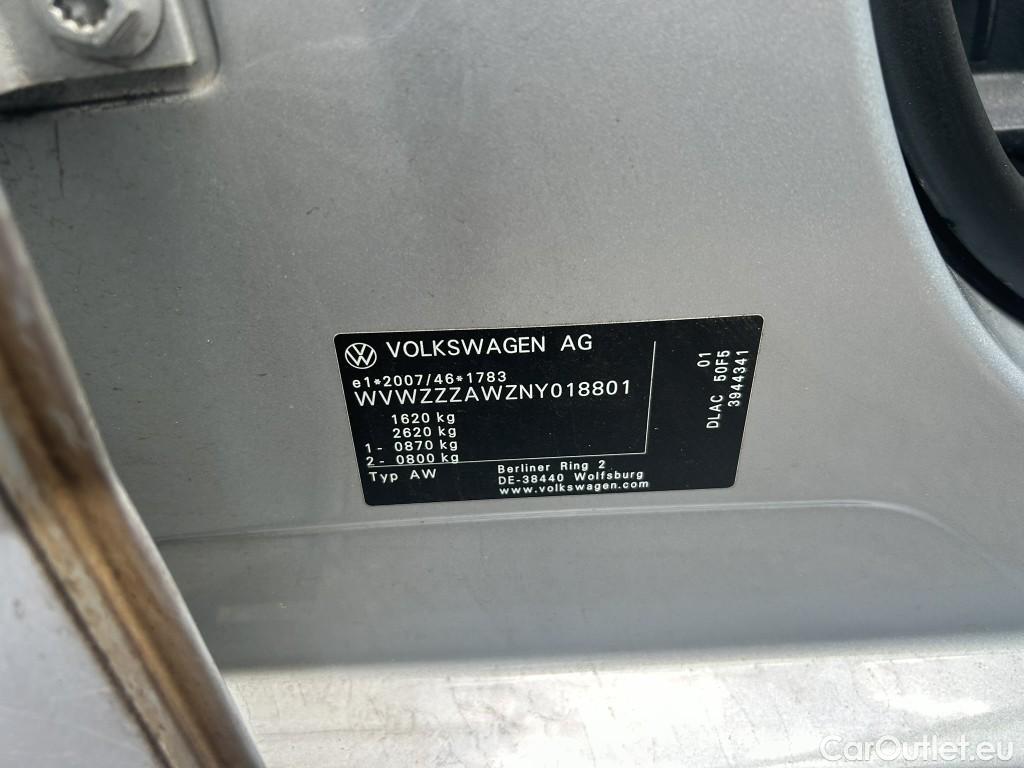 VOLKSWAGEN AG
e1*2007/46*1783
WVWZZZAWZNY018801
1620 kg
2620 kg
1- 0870 kg
2- 0800 kg
Typ AW
Berliner Ring 2
DE-38440 Wolfsburg
www.volkswagen.com
01
DLAC 50F5
3944341
CarOutlet.eu